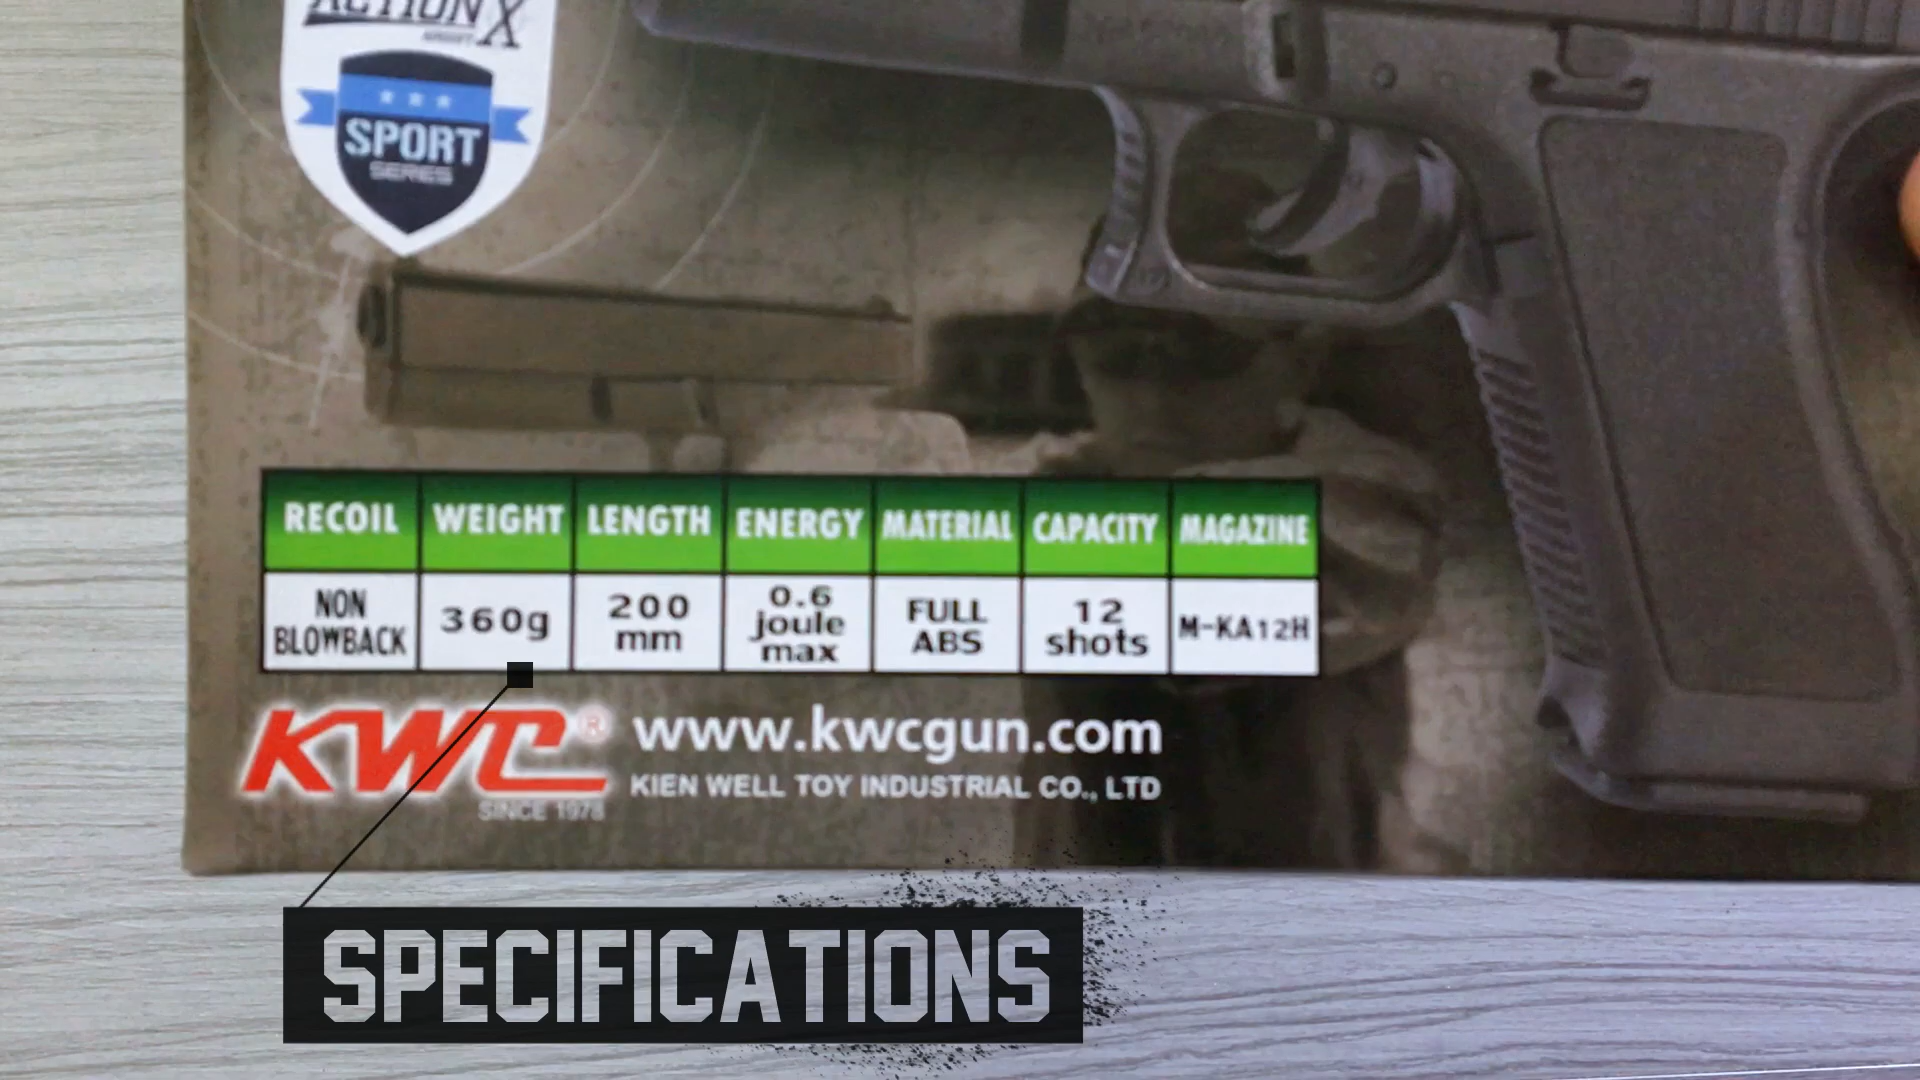 ACTION X
AIRSOFT
SPORT
SERIES
RECOIL WEIGHT LENGTH ENERGY MATERIAL CAPACITY MAGAZINE
NON BLOWBACK 360g 200 mm 0.6 joule max FULL ABS 12 shots M-KA12H
KWC®
SINCE 1978
www.kwcgun.com
KIEN WELL TOY INDUSTRIAL CO., LTD
SPECIFICATIONS